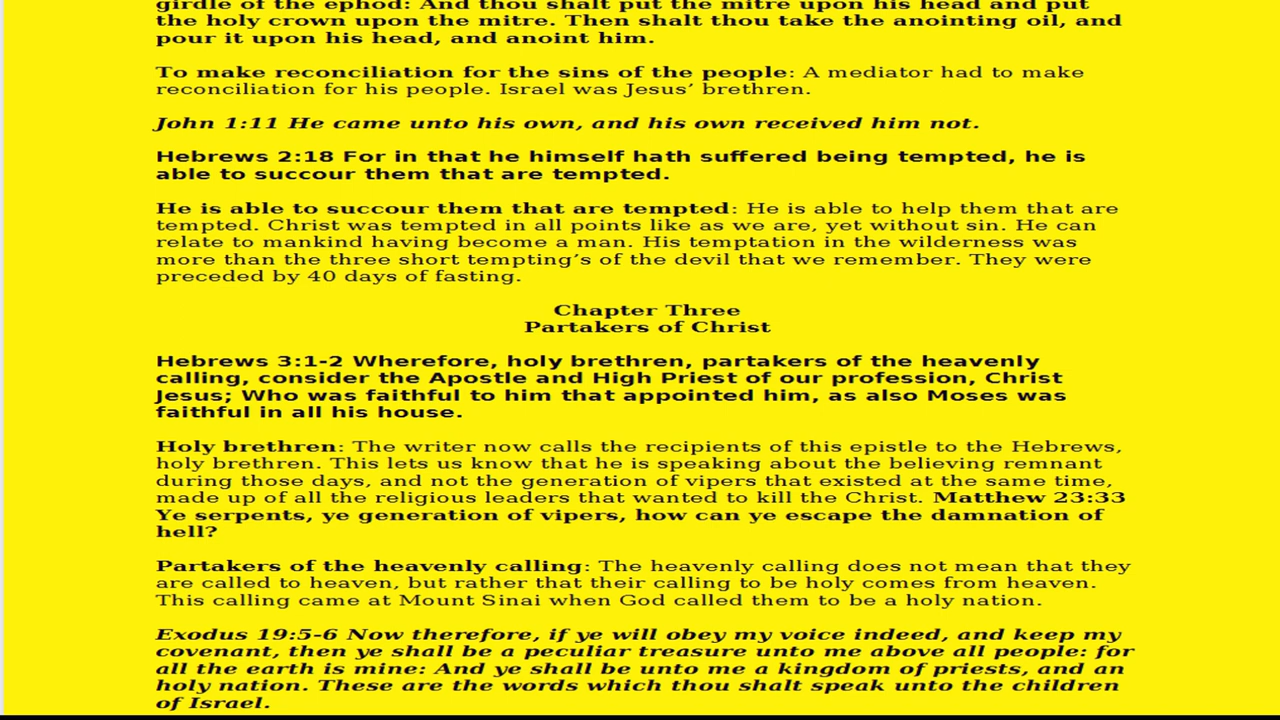 girdle of the ephod: And thou shalt put the mitre upon his head and put
the holy crown upon the mitre. Then shalt thou take the anointing oil, and
pour it upon his head, and anoint him.
To make reconciliation for the sins of the people: A mediator had to make
reconciliation for his people. Israel was Jesus’ brethren.
John 1:11 He came unto his own, and his own received him not.
Hebrews 2:18 For in that he himself hath suffered being tempted, he is
able to succour them that are tempted.
He is able to succour them that are tempted: He is able to help them that are
tempted. Christ was tempted in all points like as we are, yet without sin. He can
relate to mankind having become a man. His temptation in the wilderness was
more than the three short tempting’s of the devil that we remember. They were
preceded by 40 days of fasting.
Chapter Three
Partakers of Christ
Hebrews 3:1-2 Wherefore, holy brethren, partakers of the heavenly
calling, consider the Apostle and High Priest of our profession, Christ
Jesus; Who was faithful to him that appointed him, as also Moses was
faithful in all his house.
Holy brethren: The writer now calls the recipients of this epistle to the Hebrews,
holy brethren. This lets us know that he is speaking about the believing remnant
during those days, and not the generation of vipers that existed at the same time,
made up of all the religious leaders that wanted to kill the Christ. Matthew 23:33
Ye serpents, ye generation of vipers, how can ye escape the damnation of
hell?
Partakers of the heavenly calling: The heavenly calling does not mean that they
are called to heaven, but rather that their calling to be holy comes from heaven.
This calling came at Mount Sinai when God called them to be a holy nation.
Exodus 19:5-6 Now therefore, if ye will obey my voice indeed, and keep my
covenant, then ye shall be a peculiar treasure unto me above all people: for
all the earth is mine: And ye shall be unto me a kingdom of priests, and an
holy nation. These are the words which thou shalt speak unto the children
of Israel.